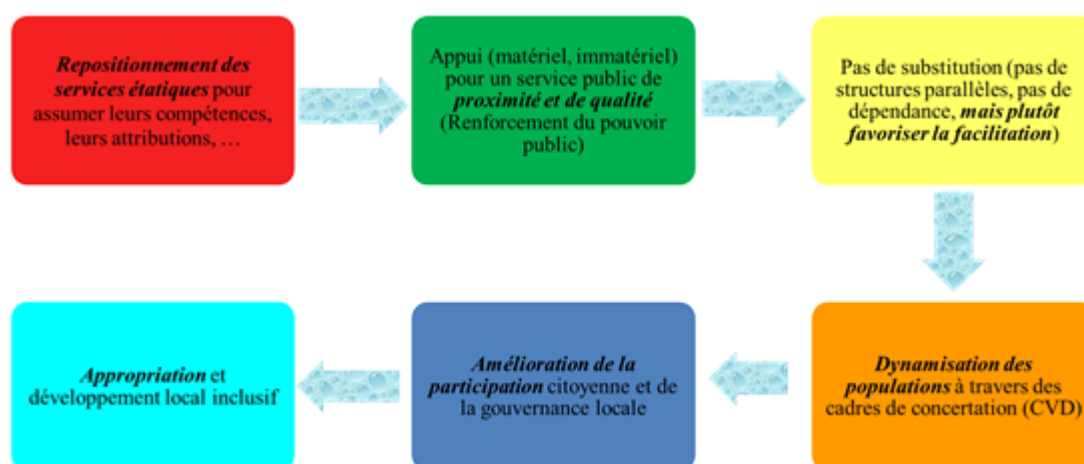 Repositionnement des
services étatiques pour
assumer leurs compétences,
leurs attributions, …
Appui (matériel, immatériel)
pour un service public de
proximité et de qualité
(Renforcement du pouvoir
public)
Pas de substitution (pas de
structures parallèles, pas de
dépendance, mais plutôt
favoriser la facilitation)
Dynamisation des
populations à travers des
cadres de concertation (CVD)
Amélioration de la
participation citoyenne et de
la gouvernance locale
Appropriation et
développement local inclusif